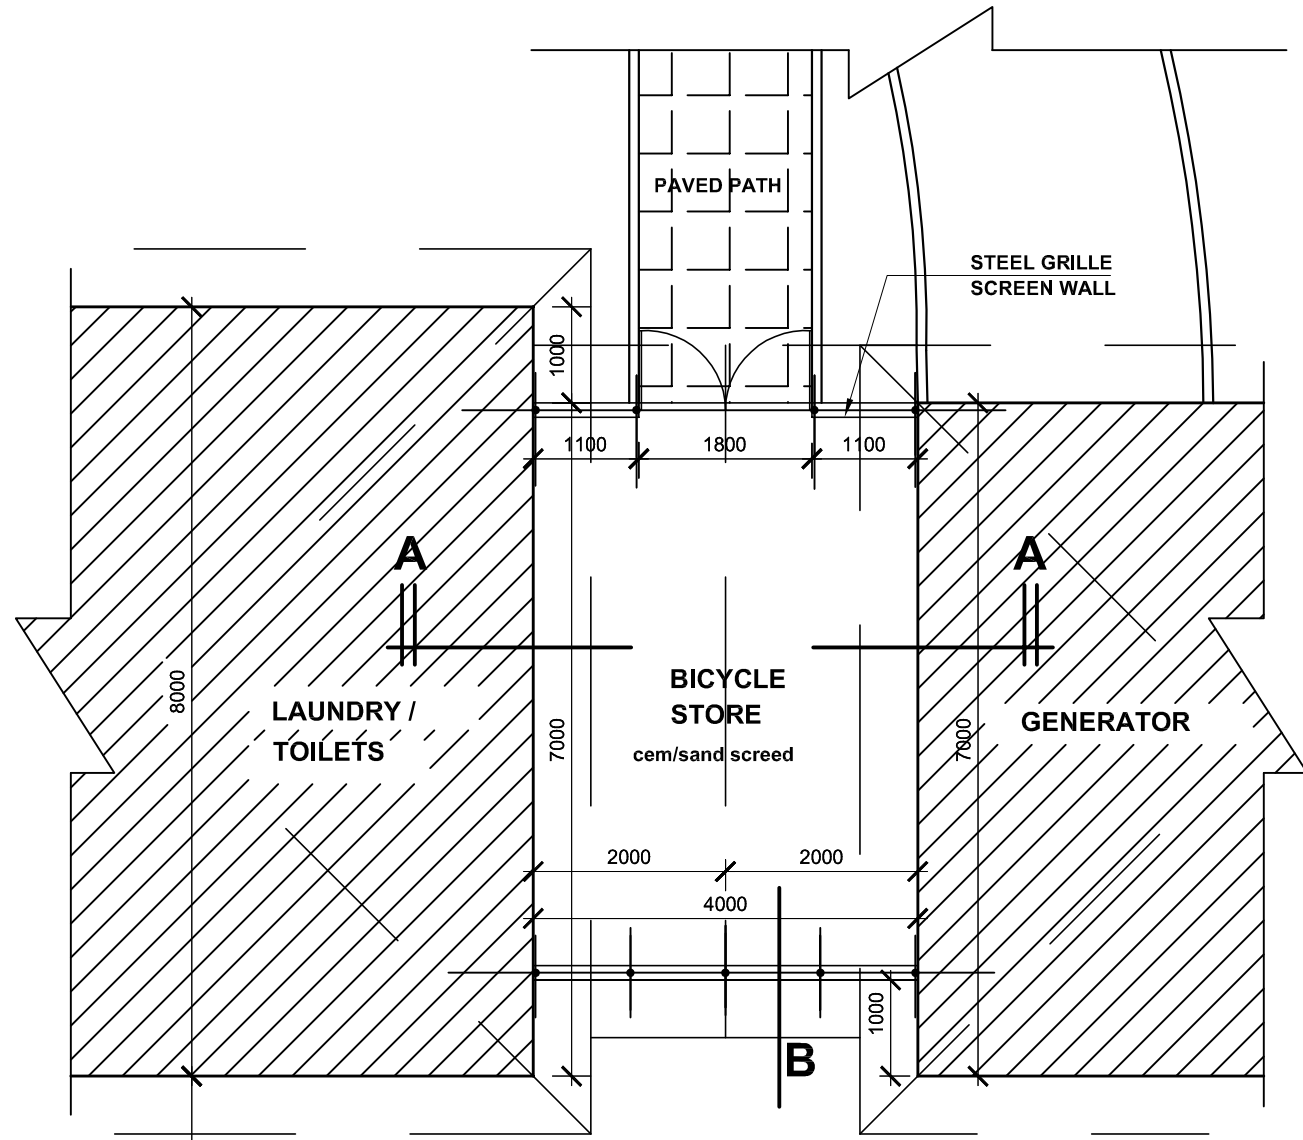 PAVED PATH
STEEL GRILLE
SCREEN WALL
1000
1100
1800
1100
A
A
8000
LAUNDRY /
TOILETS
7000
BICYCLE
STORE
cem/sand screed
7000
GENERATOR
2000
2000
4000
1000
B